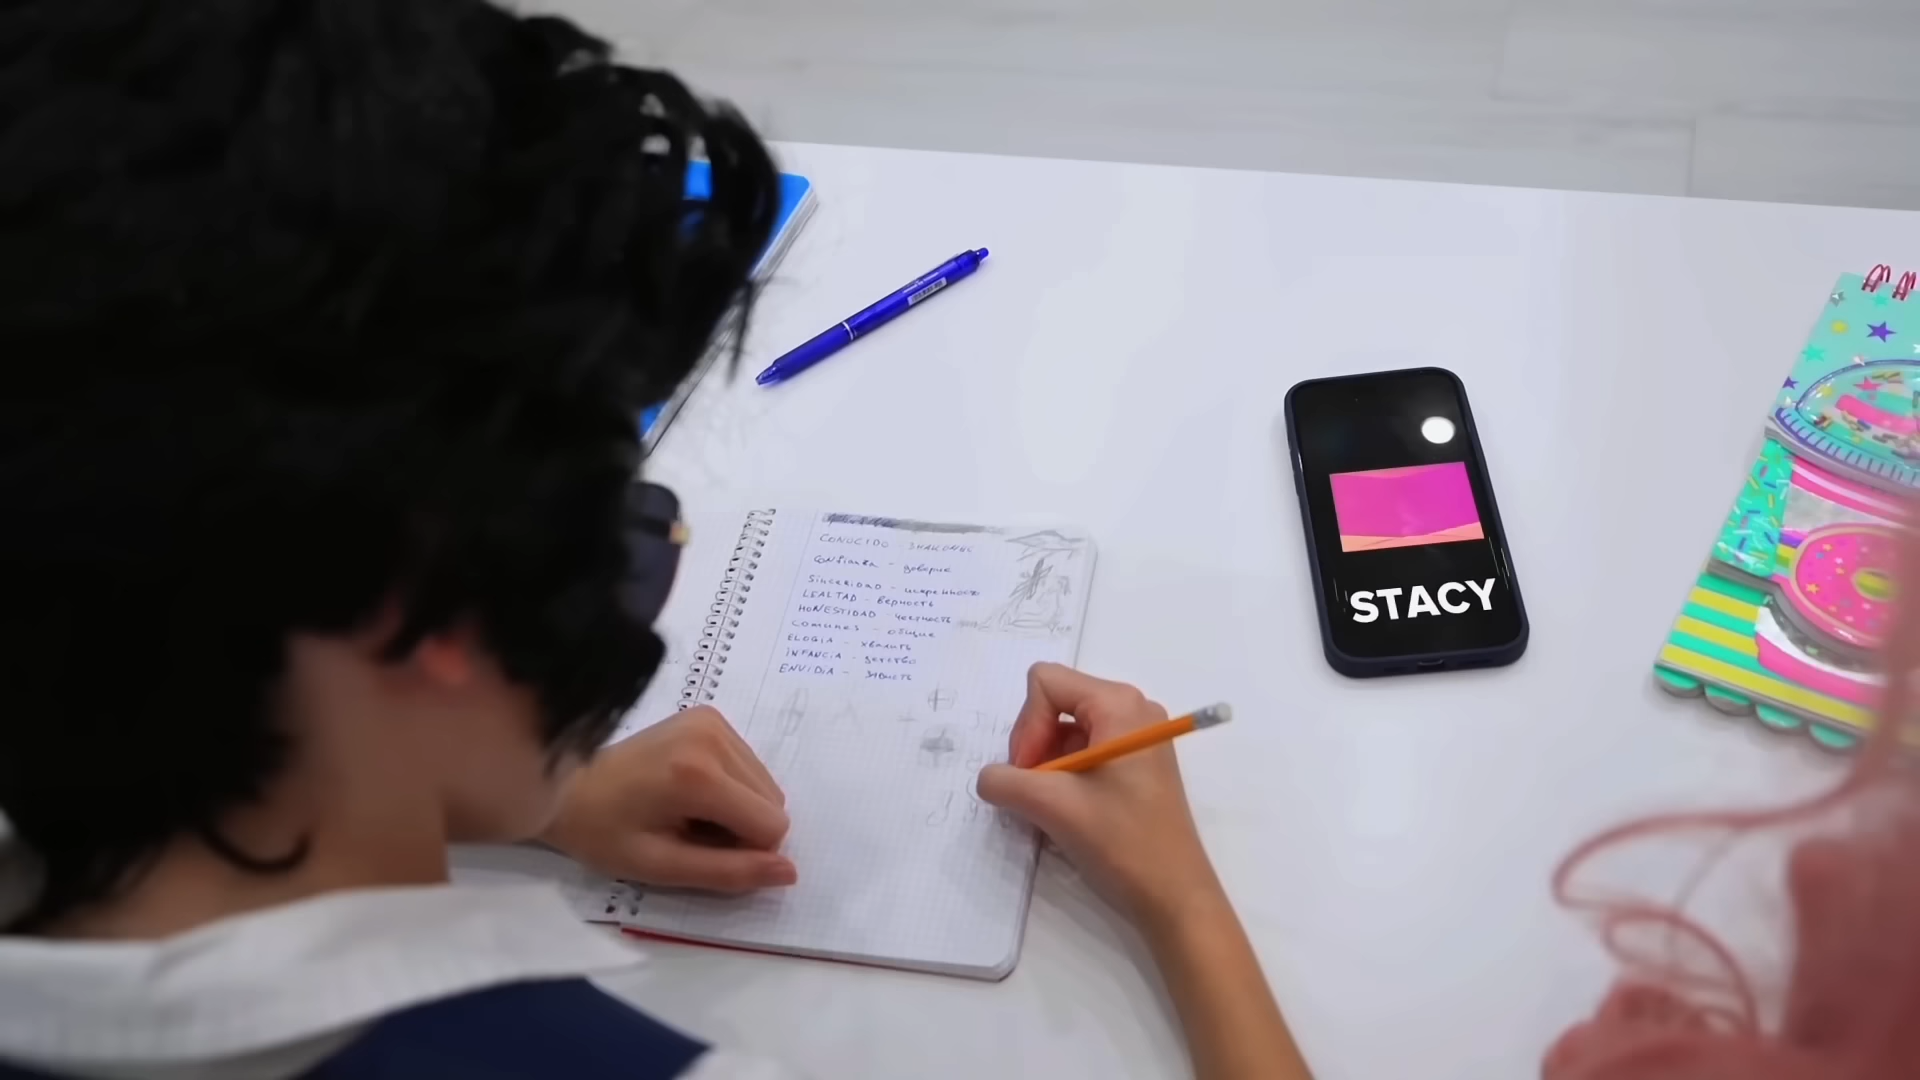 CONOCIDO – ЗНАКОМЫЕ
Confianza – доверие
Sinceridad – искренность
LEALTAD – верность
HONESTIDAD – честность
Comunes – общие
ELOGIA – хвалить
INFANCIA – детство
ENVIDIA – зависть
STACY